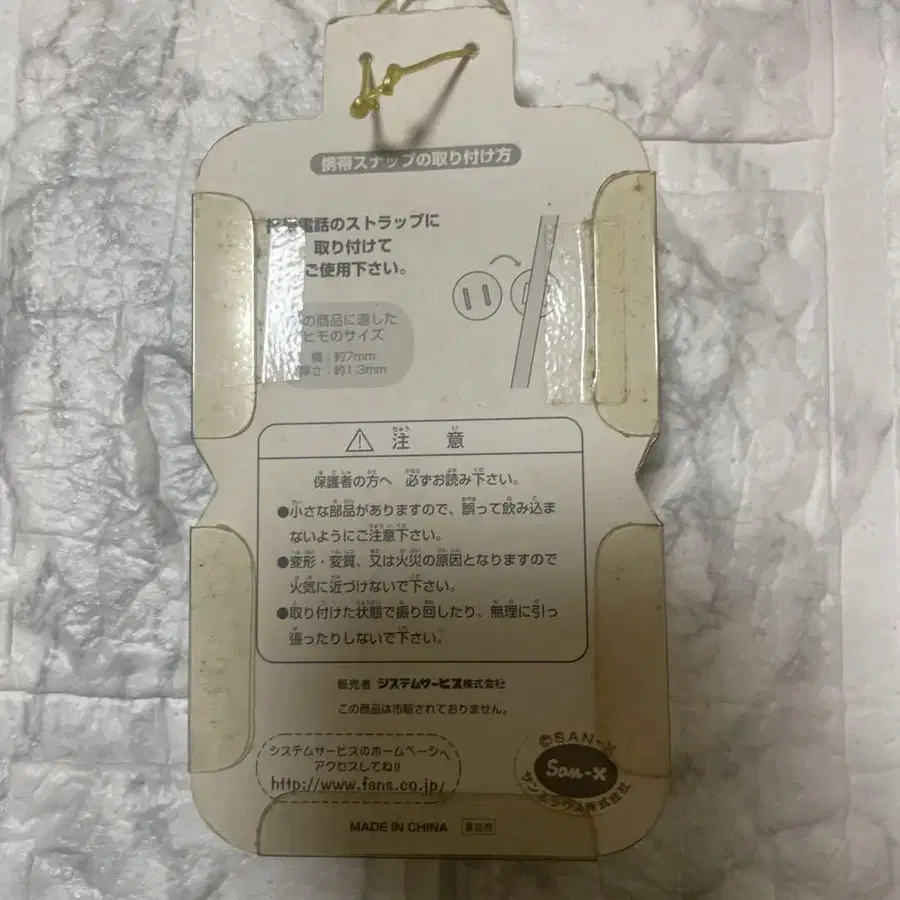 携帯スナップの取り付け方
電話のストラップに
取り付けて
ご使用下さい。
の商品に適した
ヒモのサイズ
幅：約7mm
厚さ：約1.3mm
⚠ 注 意
保護者の方へ 必ずお読み下さい。
●小さな部品がありますので、誤って飲み込ま
ないようにご注意下さい。
●変形・変質、又は火災の原因となりますので
火気に近づけないで下さい。
●取り付けた状態で振り回したり、無理に引っ
張ったりしないで下さい。
販売者 システムサービス株式会社
この商品は市販されておりません。
システムサービスのホームページへ
アクセスしてね!!
http://www.fans.co.jp/
©SAN-X
San-x
サンエックス株式会社
MADE IN CHINA 景品用